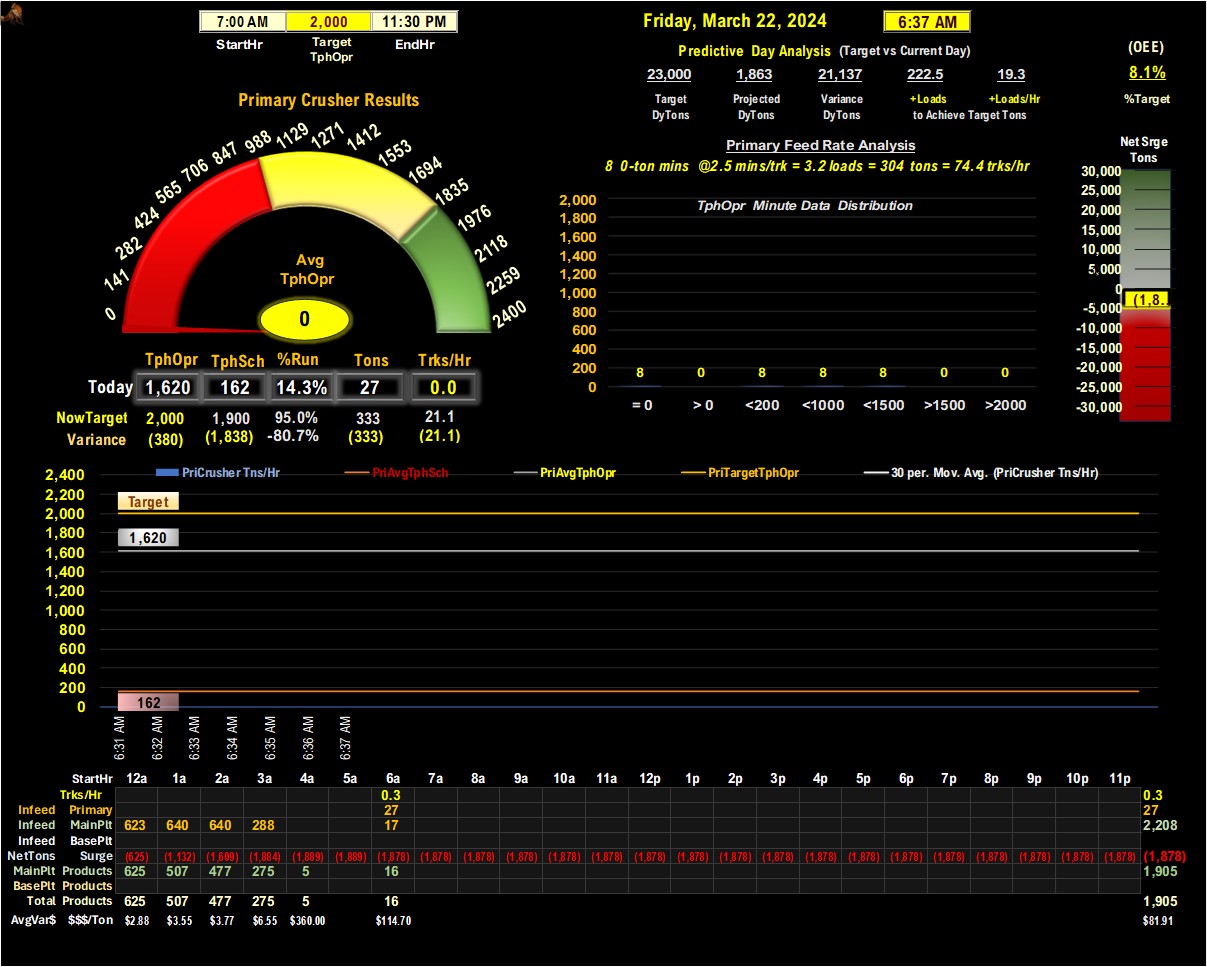 7:00 AM 2,000 11:30 PM
StartHr Target TphOpr EndHr
Friday, March 22, 2024 6:37 AM
Predictive Day Analysis (Target vs Current Day)
23,000 1,863 21,137 222.5 19.3
Target DyTons Projected DyTons Variance DyTons +Loads +Loads/Hr
to Achieve Target Tons
(OEE)
8.1%
%Target
Primary Crusher Results
0 141 282 424 565 706 847 988 1129 1271 1412 1553 1694 1835 1976 2118 2259 2400
Avg
TphOpr
0
TphOpr TphSch %Run Tons Trks/Hr
Today 1,620 162 14.3% 27 0.0
NowTarget 2,000 1,900 95.0% 333 21.1
Variance (380) (1,838) -80.7% (333) (21.1)
Primary Feed Rate Analysis
8 0-ton mins @2.5 mins/trk = 3.2 loads = 304 tons = 74.4 trks/hr
TphOpr Minute Data Distribution
2,000
1,800
1,600
1,400
1,200
1,000
800
600
400
200
0
8 0 8 8 8 0 0
= 0 > 0 <200 <1000 <1500 >1500 >2000
Net Srge
Tons
30,000
25,000
20,000
15,000
10,000
5,000
0
(1,8..
-5,000
-10,000
-15,000
-20,000
-25,000
-30,000
PriCrusher Tns/Hr PriAvgTphSch PriAvgTphOpr PriTargetTphOpr 30 per. Mov. Avg. (PriCrusher Tns/Hr)
2,400
2,200
2,000
1,800
1,600
1,400
1,200
1,000
800
600
400
200
0
Target
1,620
162
6:31 AM 6:32 AM 6:33 AM 6:34 AM 6:35 AM 6:36 AM 6:37 AM
StartHr 12a 1a 2a 3a 4a 5a 6a 7a 8a 9a 10a 11a 12p 1p 2p 3p 4p 5p 6p 7p 8p 9p 10p 11p
Trks/Hr 0.3 0.3
Infeed Primary 27 27
Infeed MainPlt 623 640 640 288 17 2,208
Infeed BasePlt
NetTons Surge (625) (1,132) (1,609) (1,884) (1,889) (1,889) (1,878) (1,878) (1,878) (1,878) (1,878) (1,878) (1,878) (1,878) (1,878) (1,878) (1,878) (1,878) (1,878) (1,878) (1,878) (1,878) (1,878) (1,878) (1,878)
MainPlt Products 625 507 477 275 5 16 1,905
BasePlt Products
Total Products 625 507 477 275 5 16 1,905
AvgVar$ $$$/Ton $2.88 $3.55 $3.77 $6.55 $360.00 $114.70 $81.91